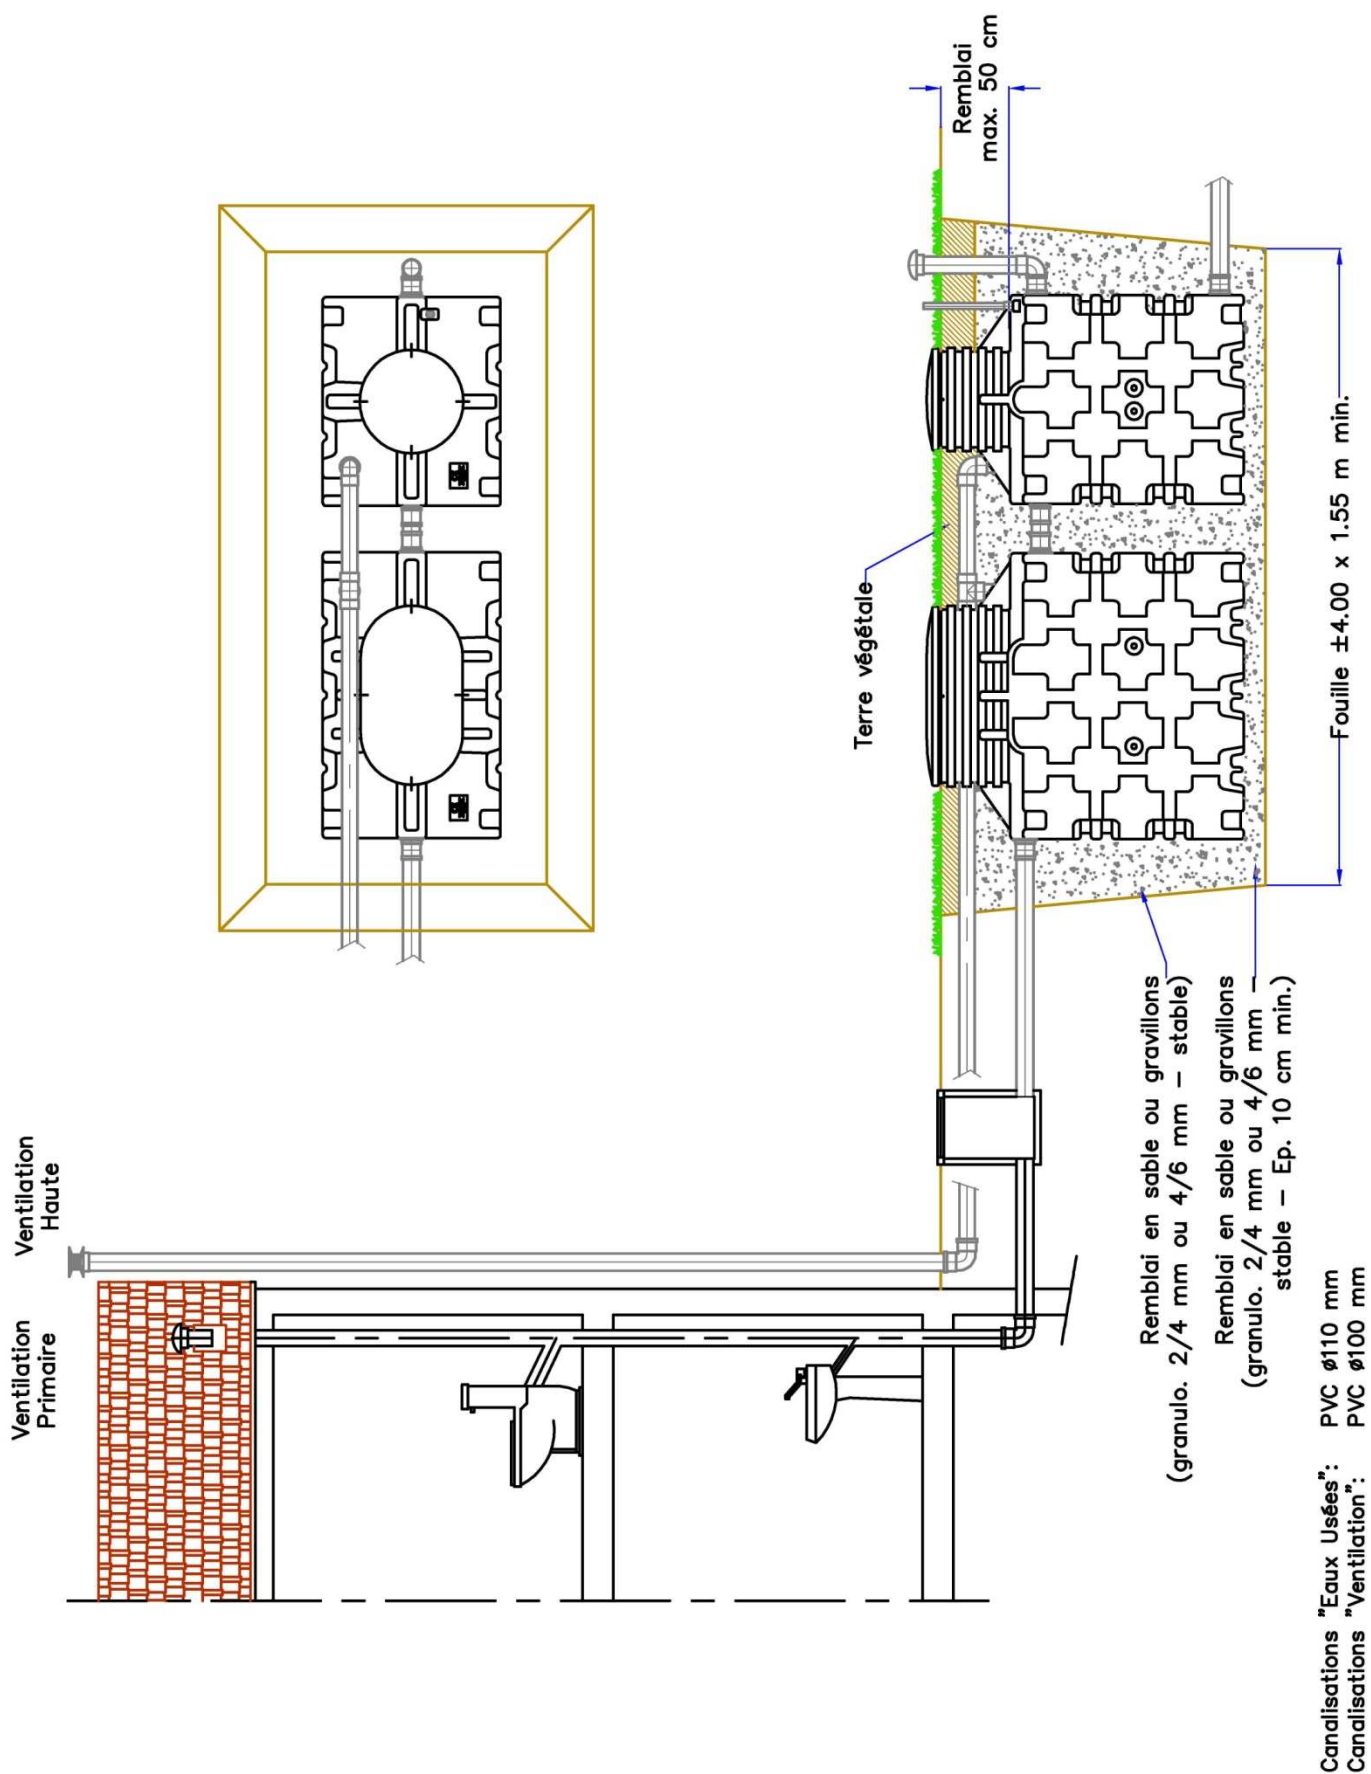 Ventilation
Primaire
Ventilation
Haute
Terre végétale
Remblai
max. 50 cm
Remblai en sable ou gravillons
(granulo. 2/4 mm ou 4/6 mm – stable)
Remblai en sable ou gravillons
(granulo. 2/4 mm ou 4/6 mm –
stable – Ep. 10 cm min.)
Fouille ±4.00 x 1.55 m min.
Canalisations "Eaux Usées": PVC ø110 mm
Canalisations "Ventilation": PVC ø100 mm